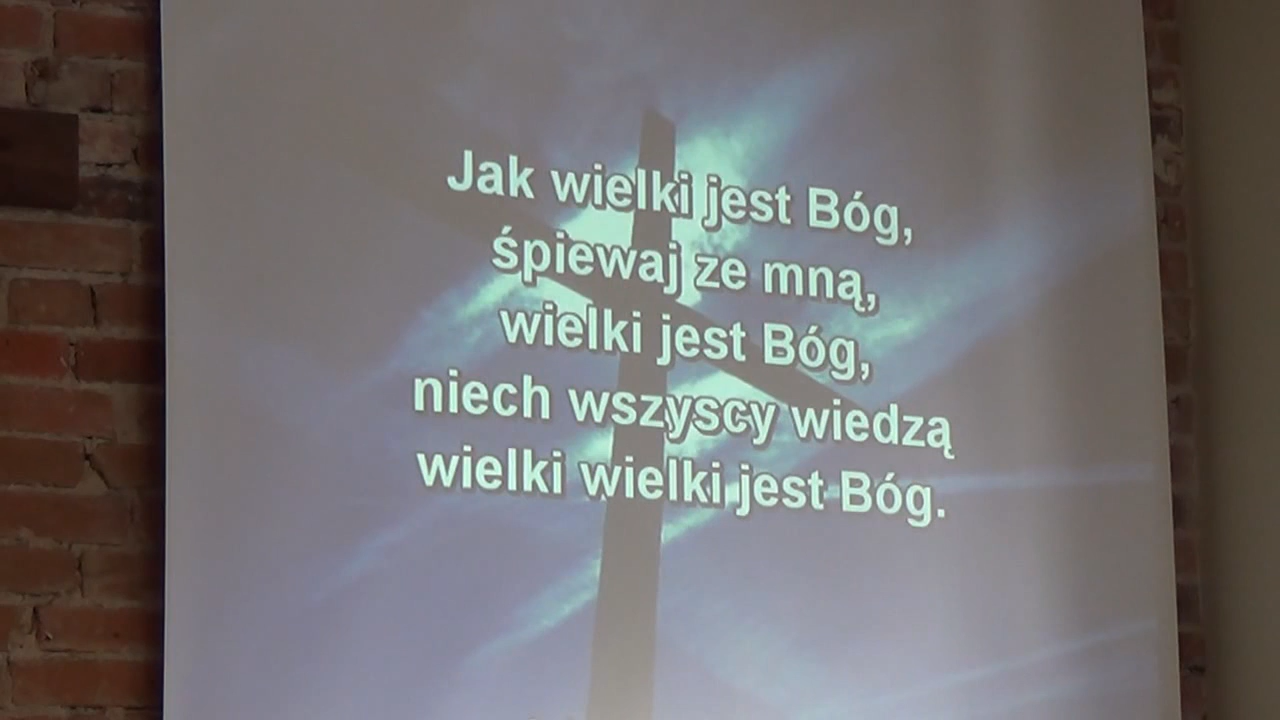 Jak wielki jest Bóg,
śpiewaj ze mną,
wielki jest Bóg,
niech wszyscy wiedzą
wielki wielki jest Bóg.